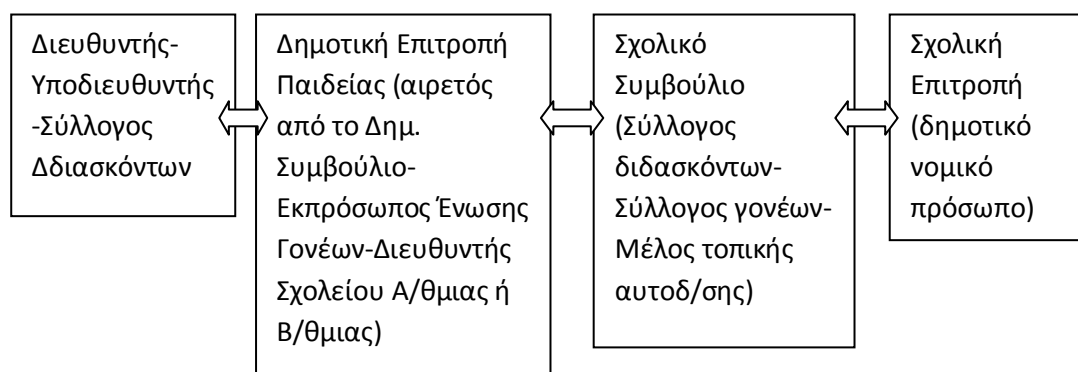 Διευθυντής-
Υποδιευθυντής
-Σύλλογος
Δδιασκόντων
Δημοτική Επιτροπή
Παιδείας (αιρετός
από το Δημ.
Συμβούλιο-
Εκπρόσωπος Ένωσης
Γονέων-Διευθυντής
Σχολείου Α/θμιας ή
Β/θμιας)
Σχολικό
Συμβούλιο
(Σύλλογος
διδασκόντων-
Σύλλογος γονέων-
Μέλος τοπικής
αυτοδ/σης)
Σχολική
Επιτροπή
(δημοτικό
νομικό
πρόσωπο)